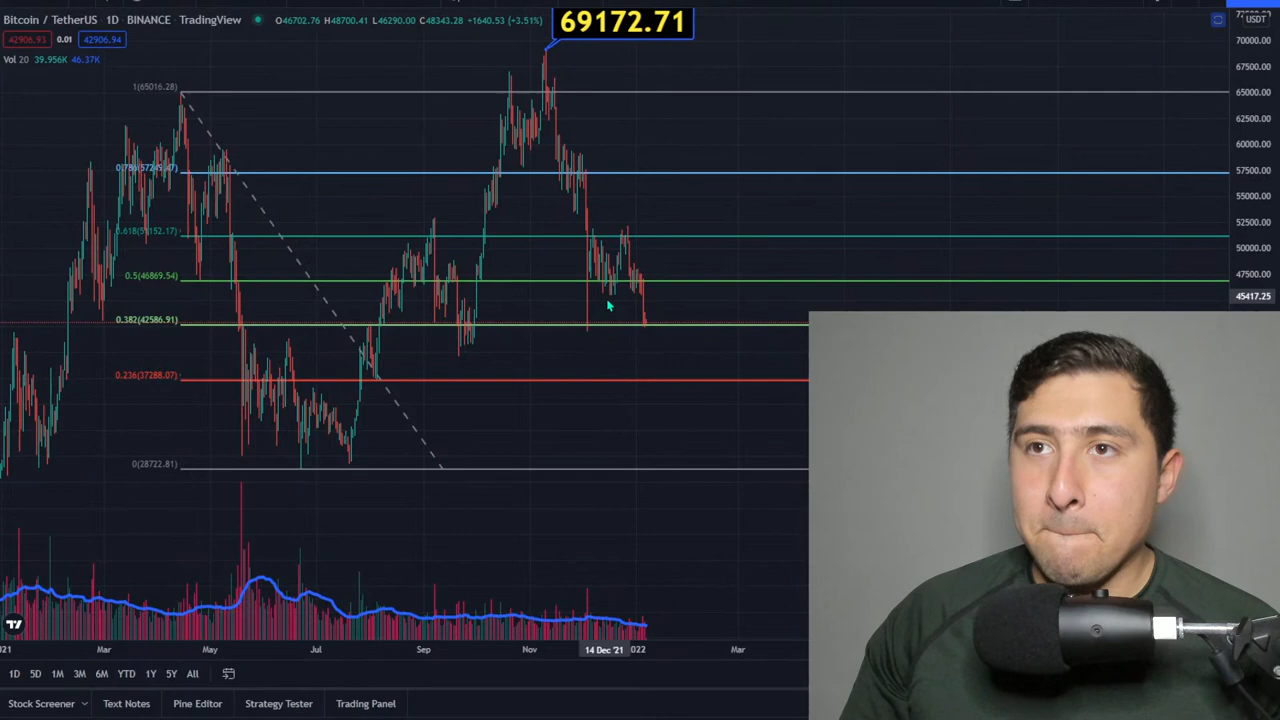 Bitcoin / TetherUS 1D BINANCE TradingView O46702.76 H48700.41 L46290.00 C48343.28 +1640.53 (+3.51%)
69172.71
USDT
42906.93 0.01 42906.94
70000.00
Vol 20 39.956K 46.37K
67500.00
1(65016.28)
65000.00
62500.00
60000.00
57500.00
55000.00
52500.00
50000.00
0.5(46869.54)
47500.00
45417.25
0.382(42586.91)
0.236(37288.07)
0(28722.81)
Mar May Jul Sep Nov 14 Dec '21 022 Mar
1D 5D 1M 3M 6M YTD 1Y 5Y All
Stock Screener Text Notes Pine Editor Strategy Tester Trading Panel